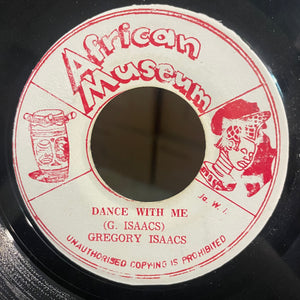 African
Museum
Ja. W. I.
DANCE WITH ME
(G. ISAACS)
GREGORY ISAACS
UNAUTHORISED COPYING IS PROHIBITED